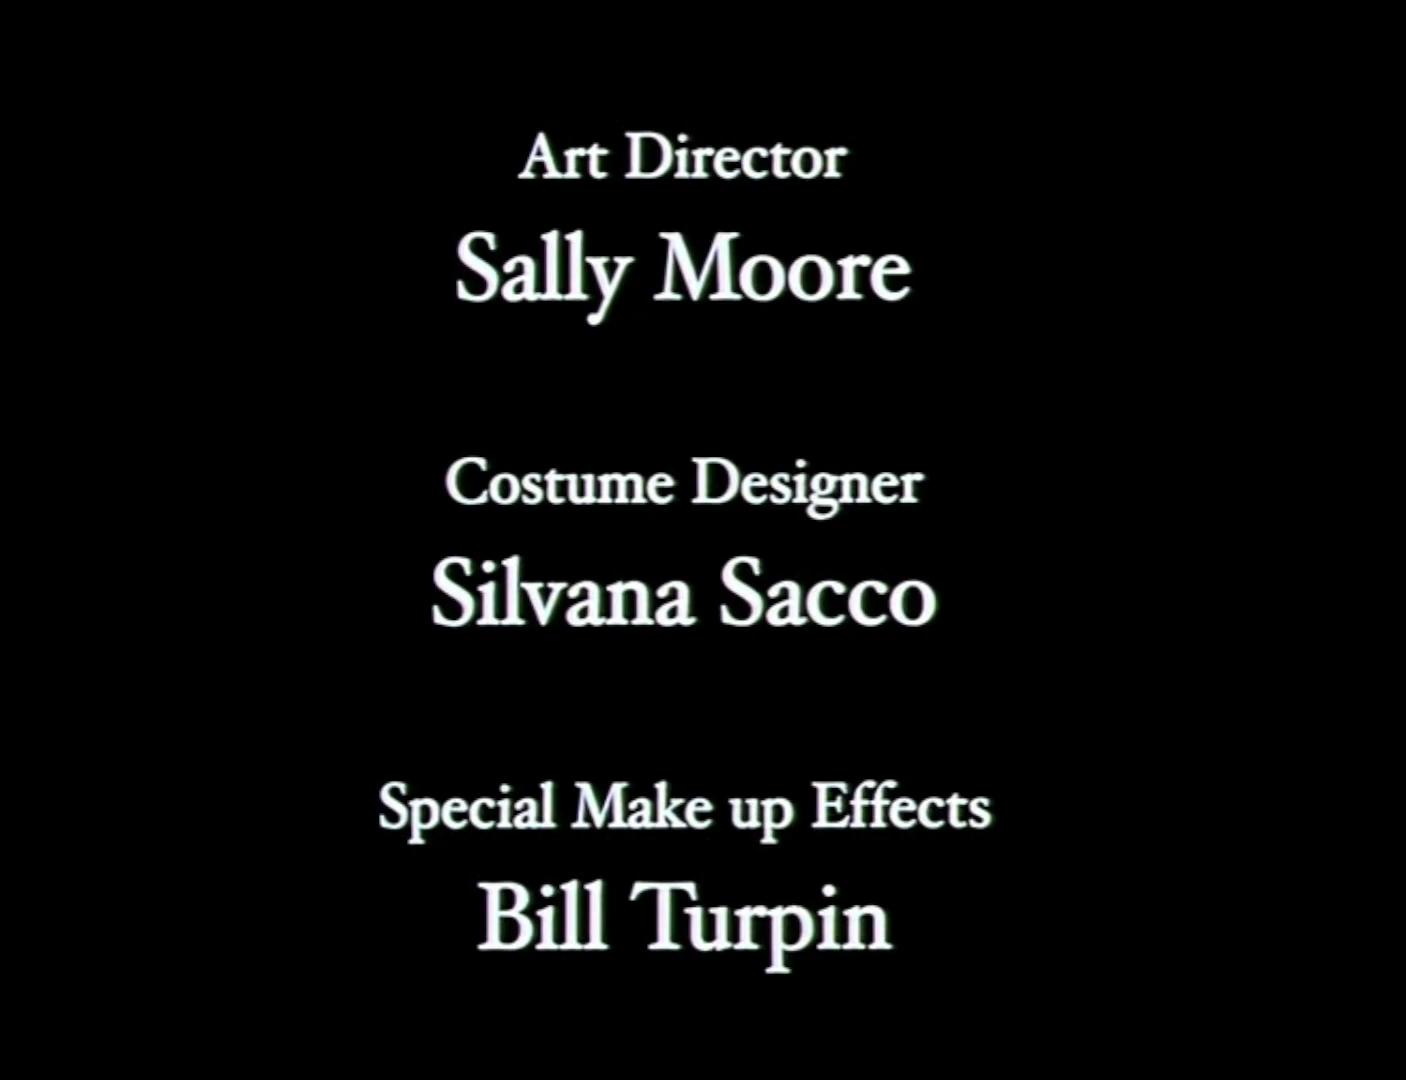 Art Director
Sally Moore
Costume Designer
Silvana Sacco
Special Make up Effects
Bill Turpin